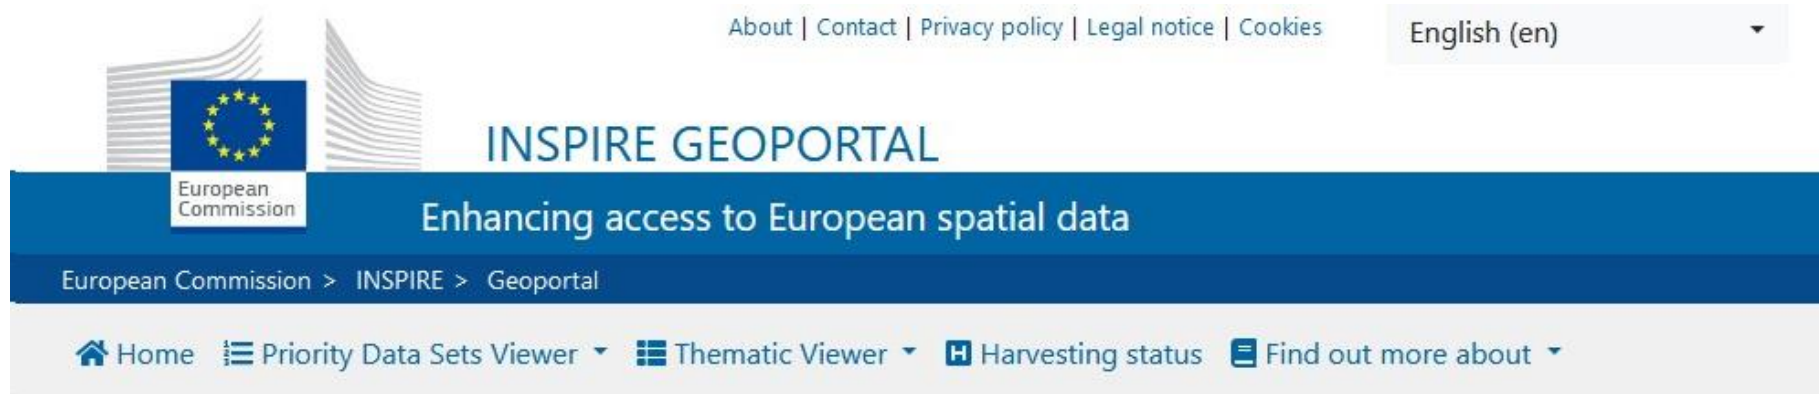 About | Contact | Privacy policy | Legal notice | Cookies
English (en)
INSPIRE GEOPORTAL
European
Commission
Enhancing access to European spatial data
European Commission > INSPIRE > Geoportal
Home Priority Data Sets Viewer Thematic Viewer H Harvesting status Find out more about